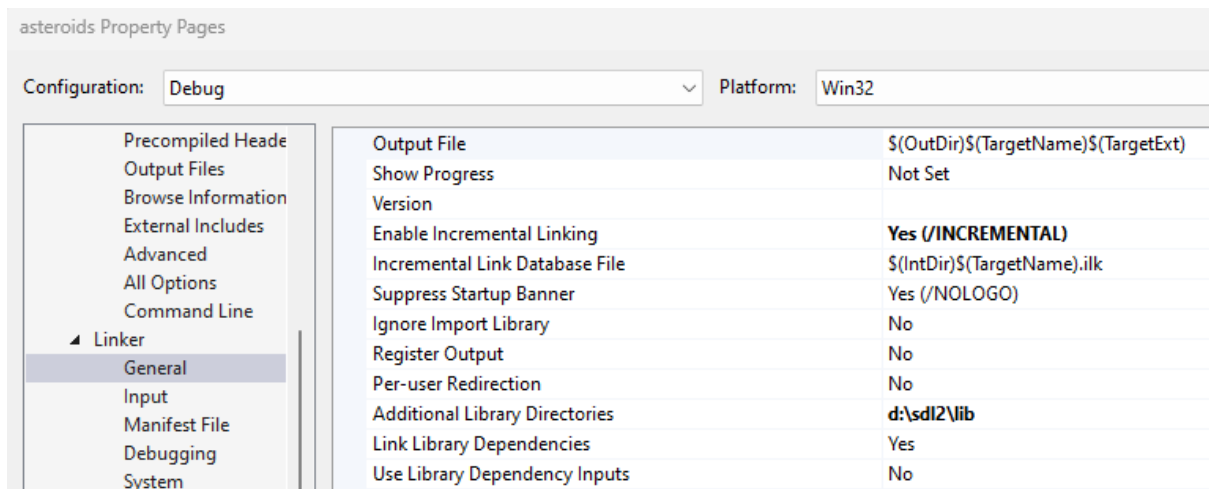 asteroids Property Pages
Configuration: Debug Platform: Win32
Precompiled Heade
Output Files
Browse Information
External Includes
Advanced
All Options
Command Line
Linker
General
Input
Manifest File
Debugging
System
Output File $(OutDir)$(TargetName)$(TargetExt)
Show Progress Not Set
Version
Enable Incremental Linking Yes (/INCREMENTAL)
Incremental Link Database File $(IntDir)$(TargetName).ilk
Suppress Startup Banner Yes (/NOLOGO)
Ignore Import Library No
Register Output No
Per-user Redirection No
Additional Library Directories d:\sdl2\lib
Link Library Dependencies Yes
Use Library Dependency Inputs No